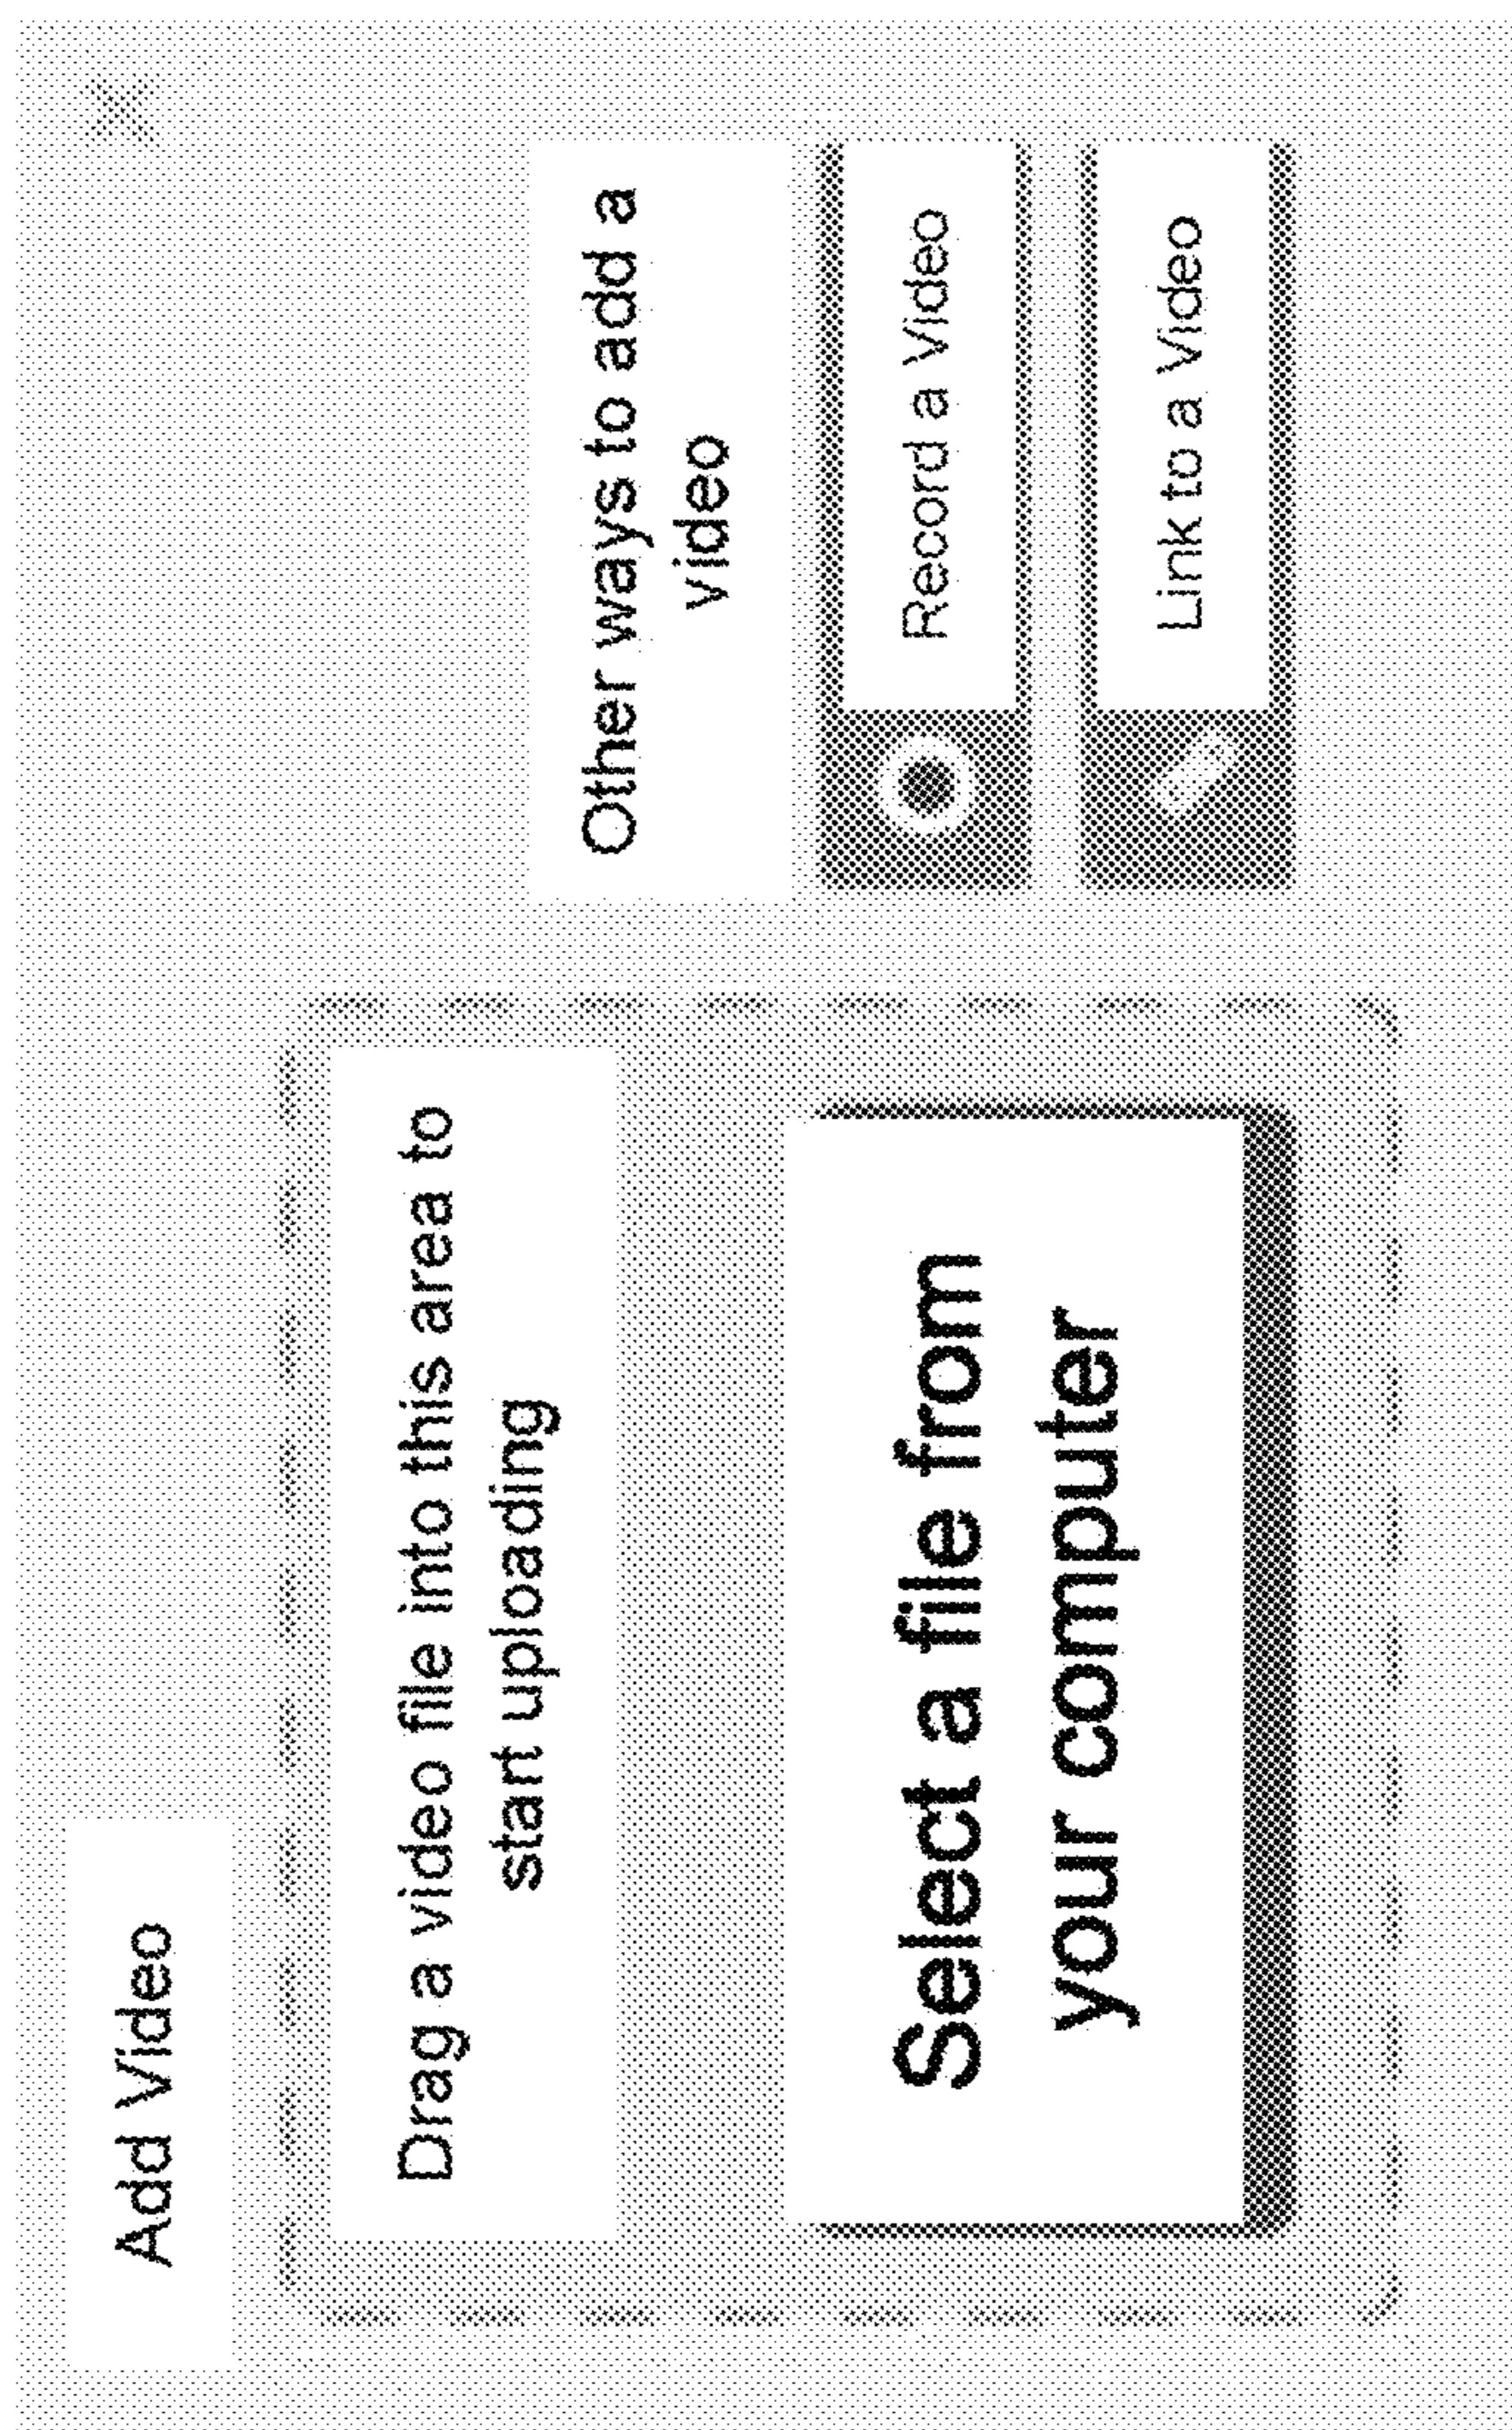 Add Video
Drag a video file into this area to
start uploading
Select a file from
your computer
Other ways to add a
video
Record a Video
Link to a Video